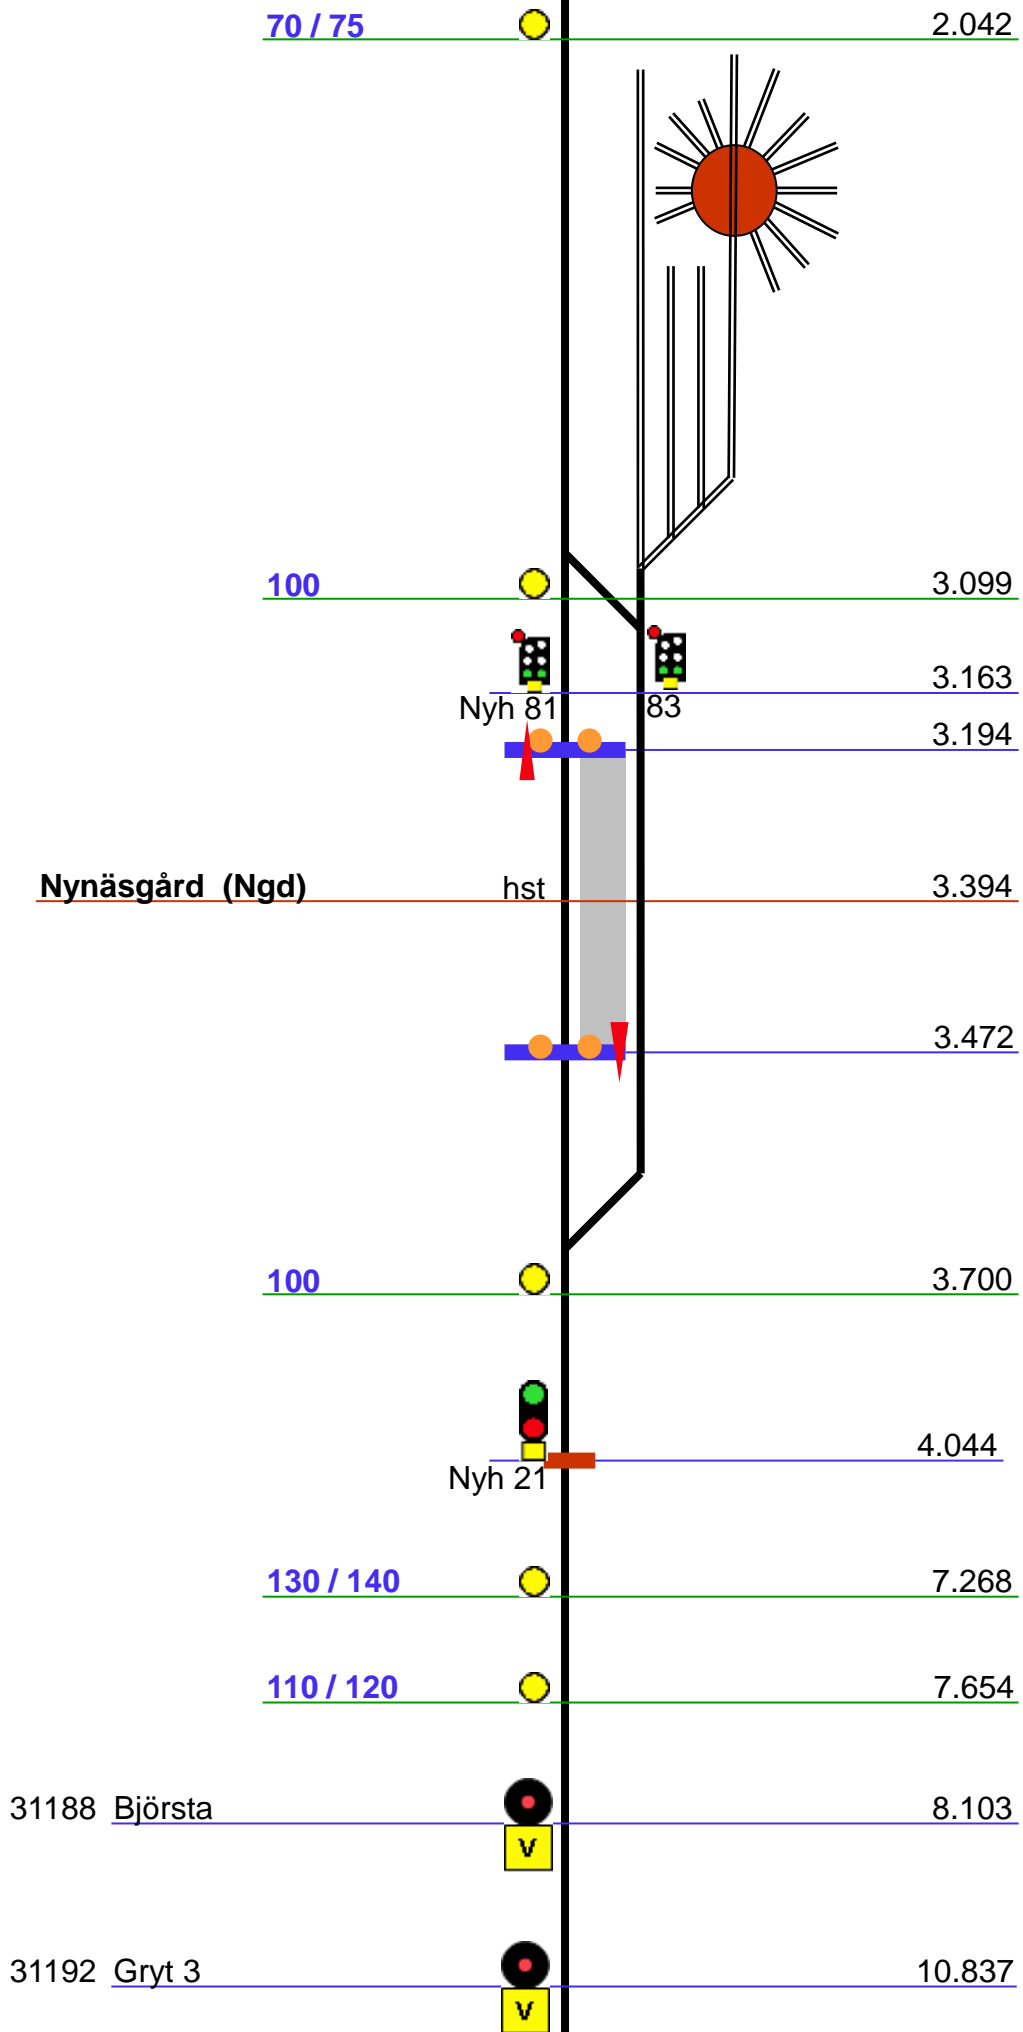 70 / 75 2.042
100 3.099
3.163
Nyh 81 83
3.194
Nynäsgård (Ngd) hst 3.394
3.472
100 3.700
4.044
Nyh 21
130 / 140 7.268
110 / 120 7.654
31188 Björsta 8.103
V
31192 Gryt 3 10.837
V